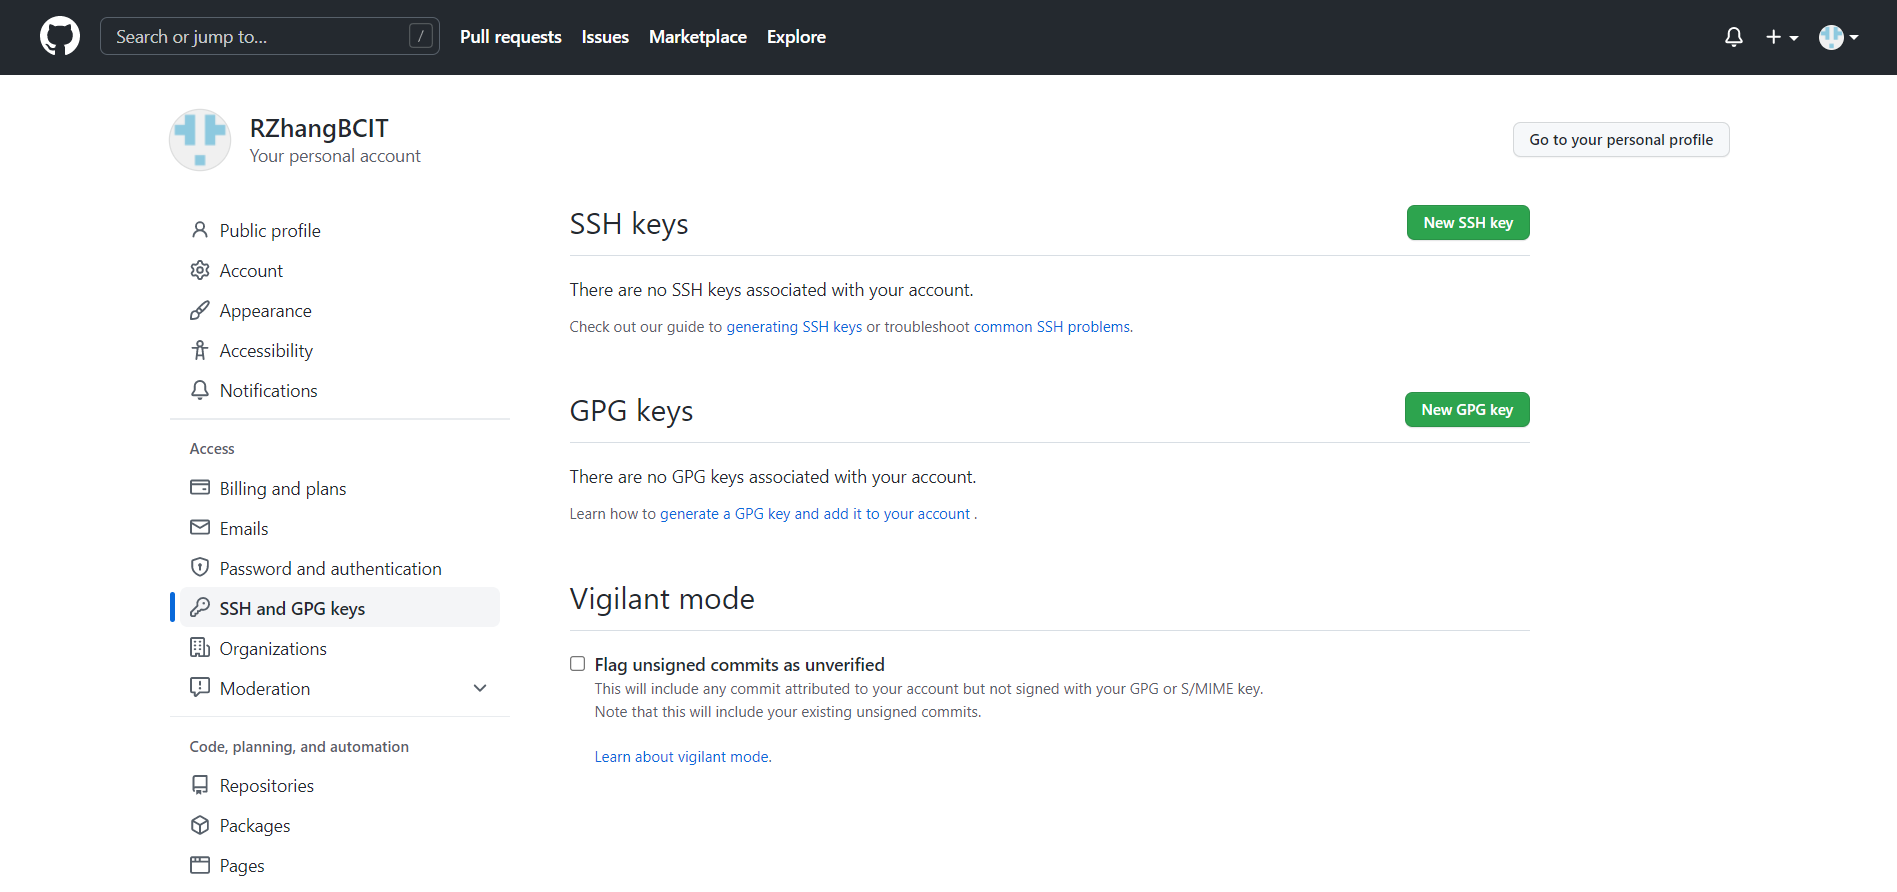 Search or jump to... /
Pull requests Issues Marketplace Explore
RZhangBCIT
Your personal account
Go to your personal profile
Public profile
Account
Appearance
Accessibility
Notifications
Access
Billing and plans
Emails
Password and authentication
SSH and GPG keys
Organizations
Moderation
Code, planning, and automation
Repositories
Packages
Pages
SSH keys
New SSH key
There are no SSH keys associated with your account.
Check out our guide to generating SSH keys or troubleshoot common SSH problems.
GPG keys
New GPG key
There are no GPG keys associated with your account.
Learn how to generate a GPG key and add it to your account .
Vigilant mode
Flag unsigned commits as unverified
This will include any commit attributed to your account but not signed with your GPG or S/MIME key.
Note that this will include your existing unsigned commits.
Learn about vigilant mode.